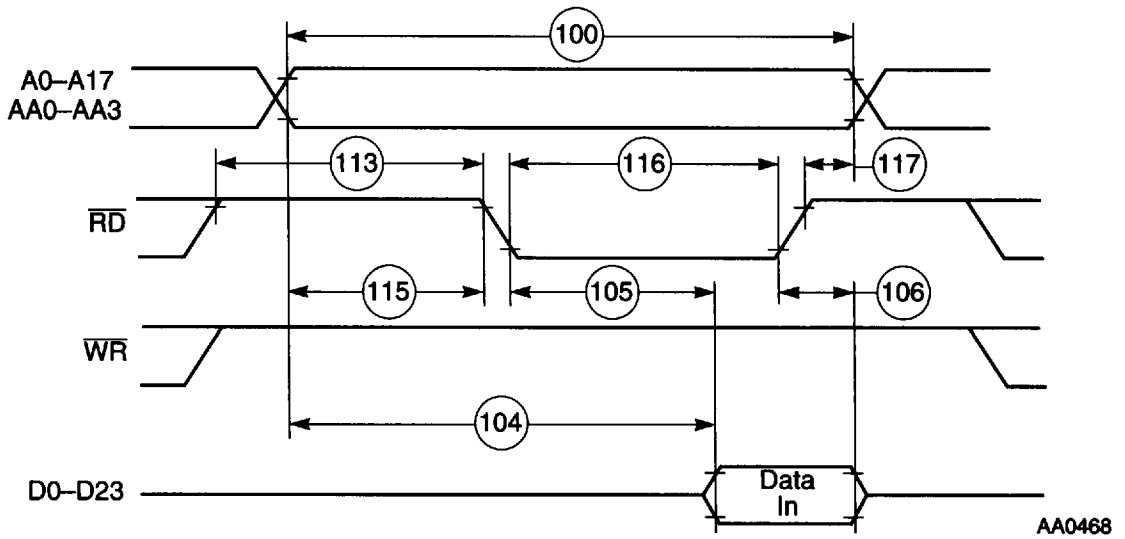 100
A0–A17
AA0–AA3
113
116
117
RD
115
105
106
WR
104
D0–D23
Data
In
AA0468